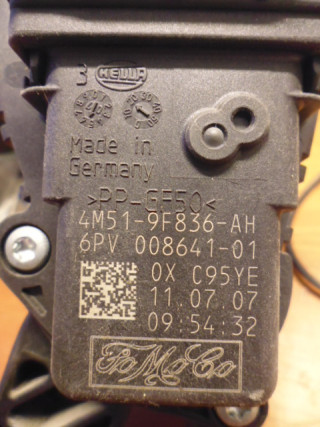 3 HELLA
Made in
Germany
>PP-GF50<
4M51-9F836-AH
6PV 008641-01
0X C95YE
11.07.07
09:54:32
FoMoCo